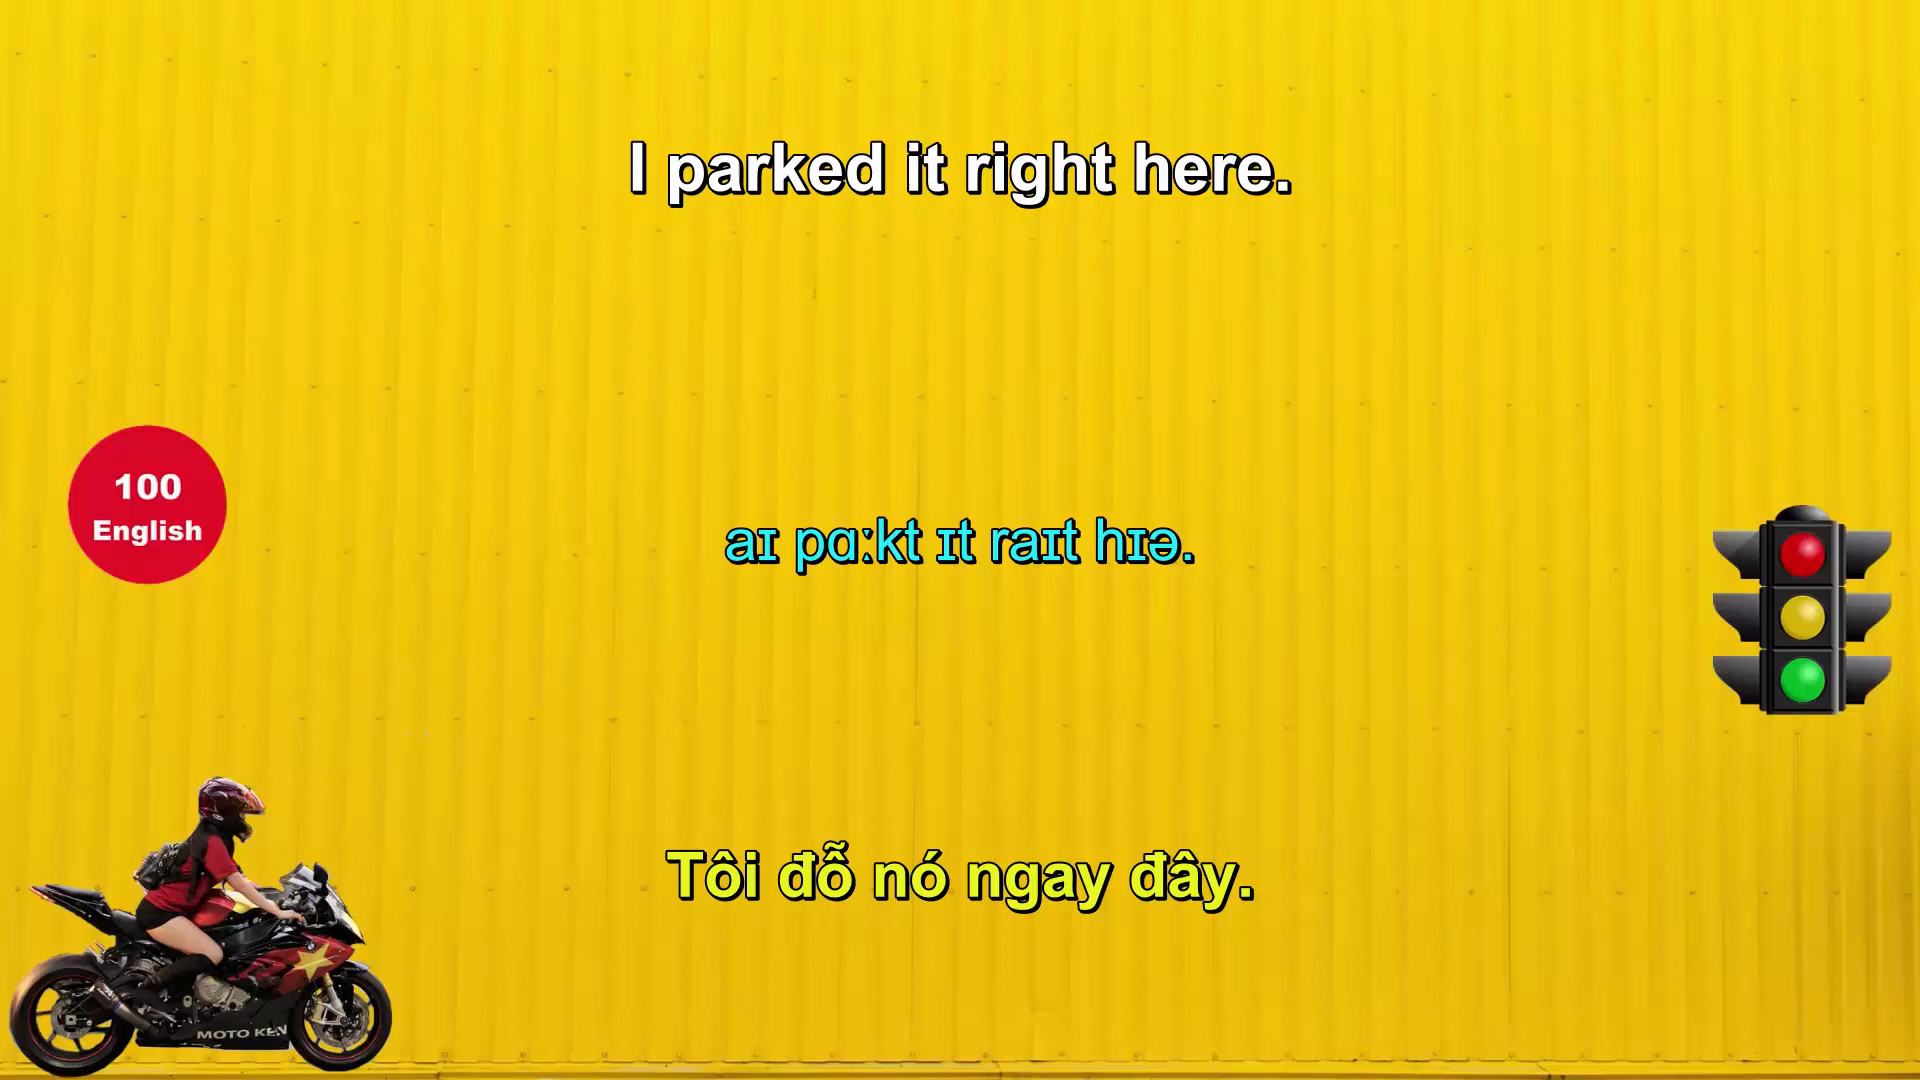 I parked it right here.
100
English
aɪ pɑːkt ɪt raɪt hɪə.
Tôi đỗ nó ngay đây.
MOTO KEN